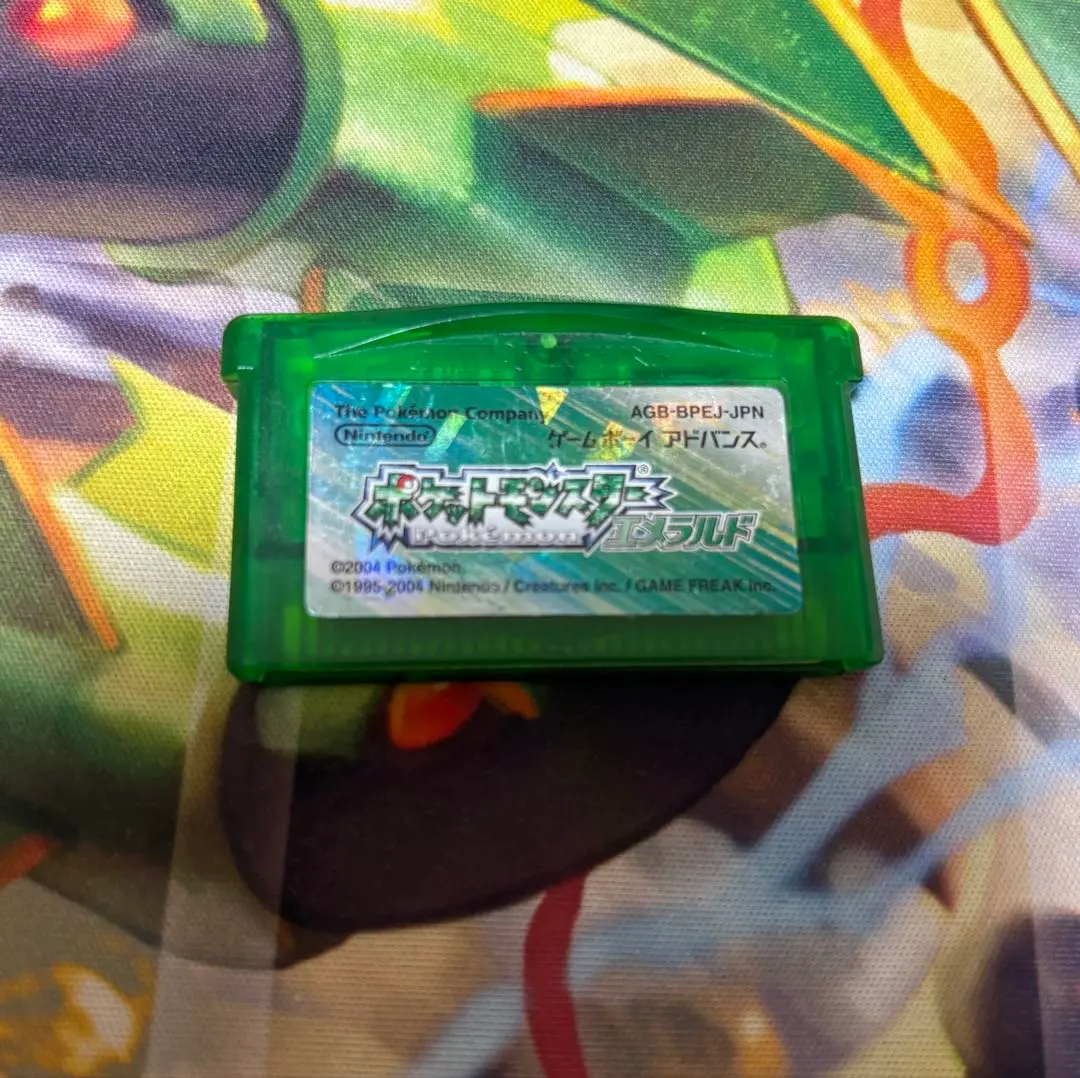 The Pokémon Company AGB-BPEJ-JPN
Nintendo ゲームボーイ アドバンス®
ポケットモンスター®
Pokémon エメラルド
©2004 Pokémon.
©1995-2004 Nintendo / Creatures inc. / GAME FREAK inc.